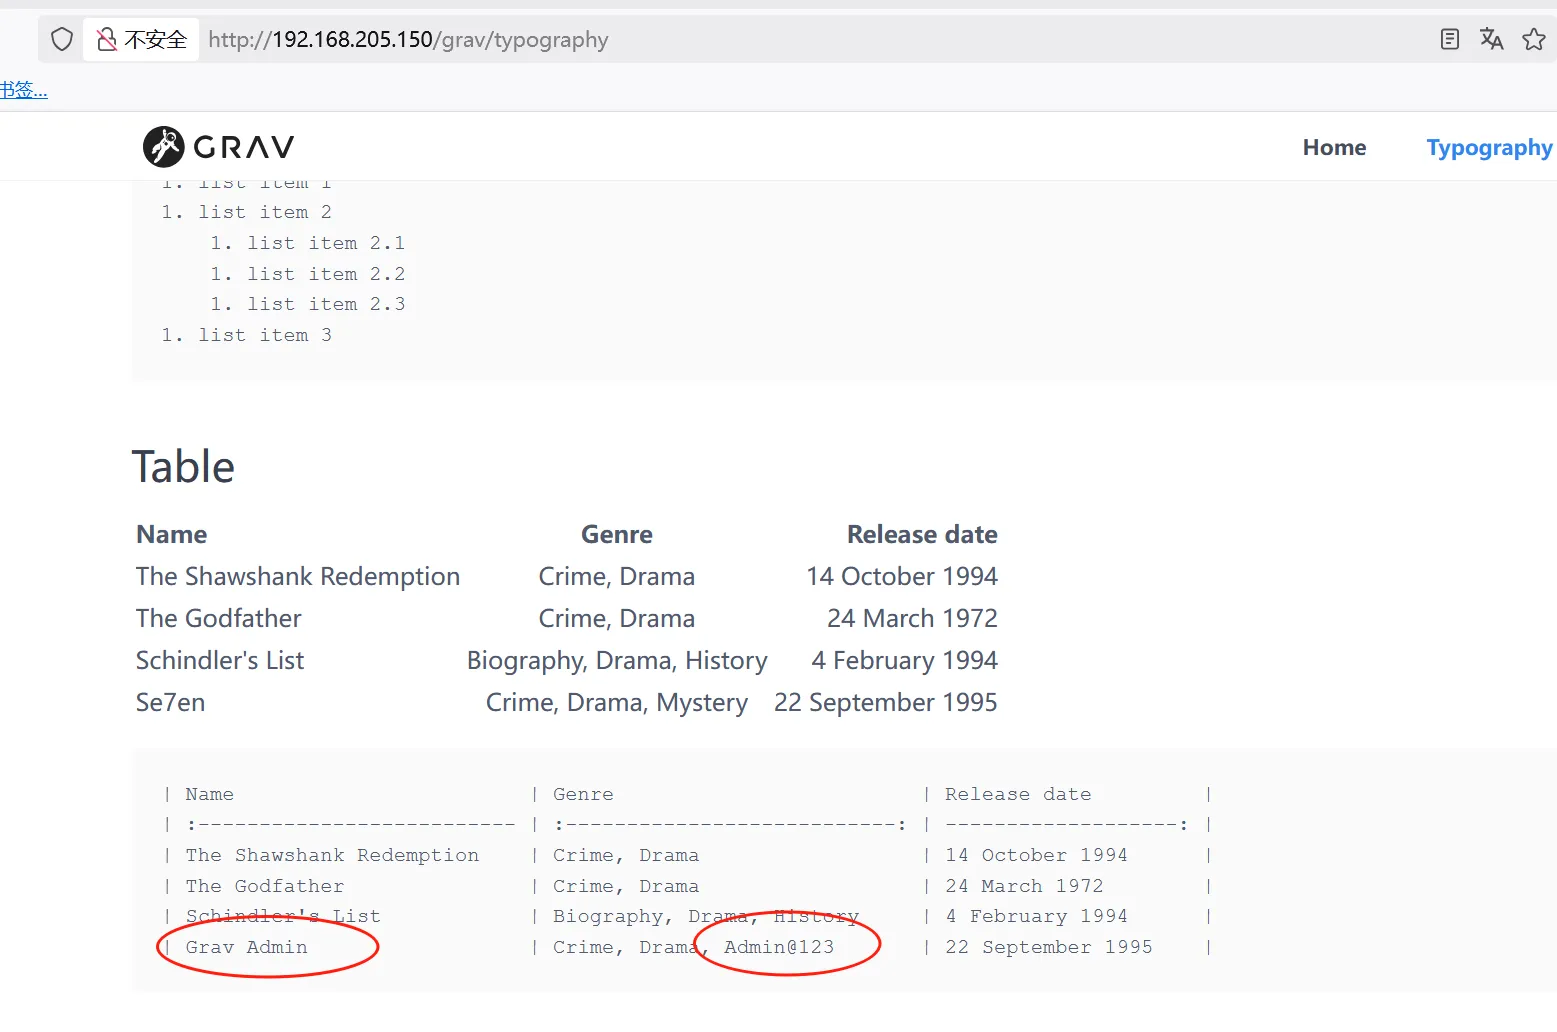 不安全 http://192.168.205.150/grav/typography
书签...
GRAV Home Typography
1. list item 1
1. list item 2
1. list item 2.1
1. list item 2.2
1. list item 2.3
1. list item 3
Table
Name Genre Release date
The Shawshank Redemption Crime, Drama 14 October 1994
The Godfather Crime, Drama 24 March 1972
Schindler's List Biography, Drama, History 4 February 1994
Se7en Crime, Drama, Mystery 22 September 1995
| Name | Genre | Release date |
| :-------------------------- | :---------------------------: | -------------------: |
| The Shawshank Redemption | Crime, Drama | 14 October 1994 |
| The Godfather | Crime, Drama | 24 March 1972 |
| Schindler's List | Biography, Drama, History | 4 February 1994 |
| Grav Admin | Crime, Drama, Admin@123 | 22 September 1995 |